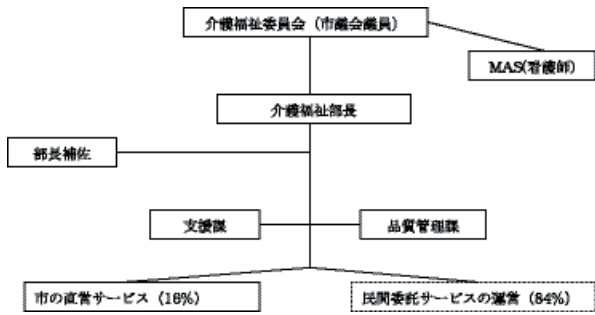 介護福祉委員会（市議会議員）
MAS(看護師)
介護福祉部長
部長補佐
支援課
品質管理課
市の直営サービス（16%）
民間委託サービスの運営（84%）